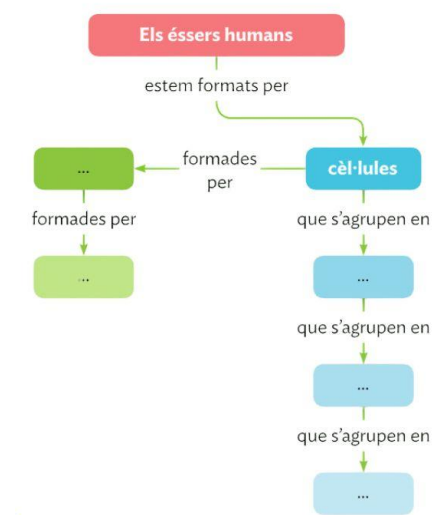 Els éssers humans
estem formats per
...
formades
per
cèl·lules
formades per
que s'agrupen en
...
...
que s'agrupen en
...
que s'agrupen en
...